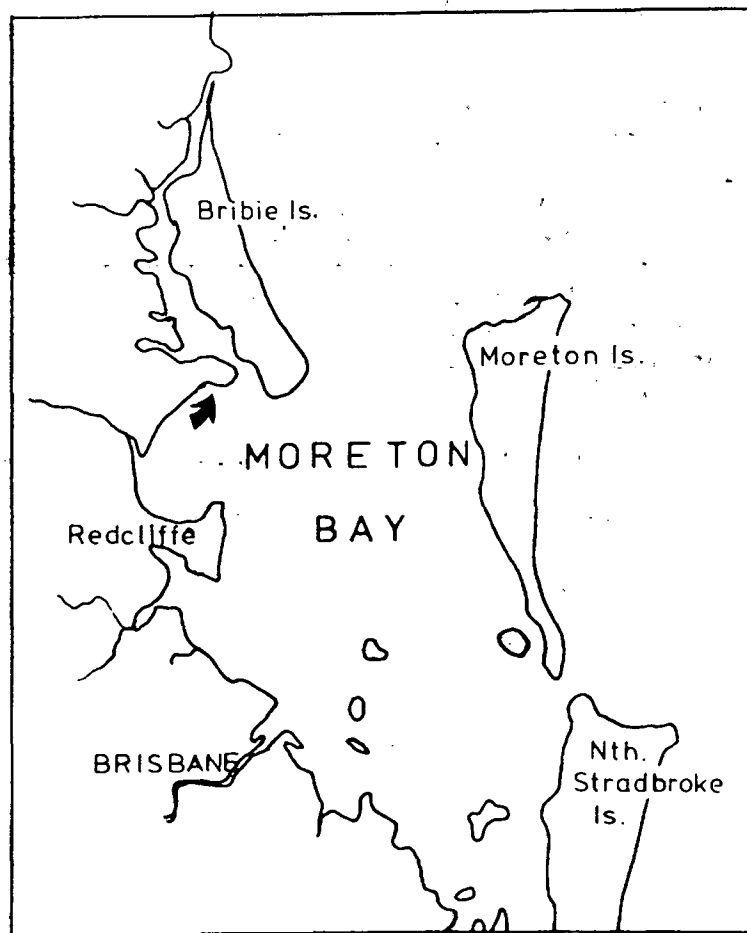 Bribie Is.
Moreton Is.
MORETON
BAY
Redcliffe
BRISBANE
Nth.
Stradbroke
Is.